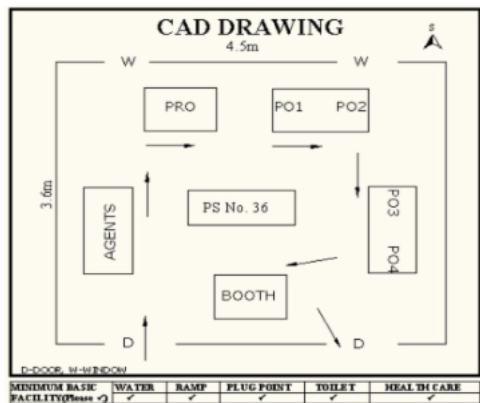 CAD DRAWING
4.5m
S
W W
PRO PO1 PO2
3.6m
AGENTS
PS No. 36
PO3 PO4
BOOTH
D D
D-DOOR, W-WINDOW
MINIMUM BASIC FACILITY(Please ✓) WATER RAMP PLUG POINT TOILET HEALTH CARE
✓ ✓ ✓ ✓ ✓